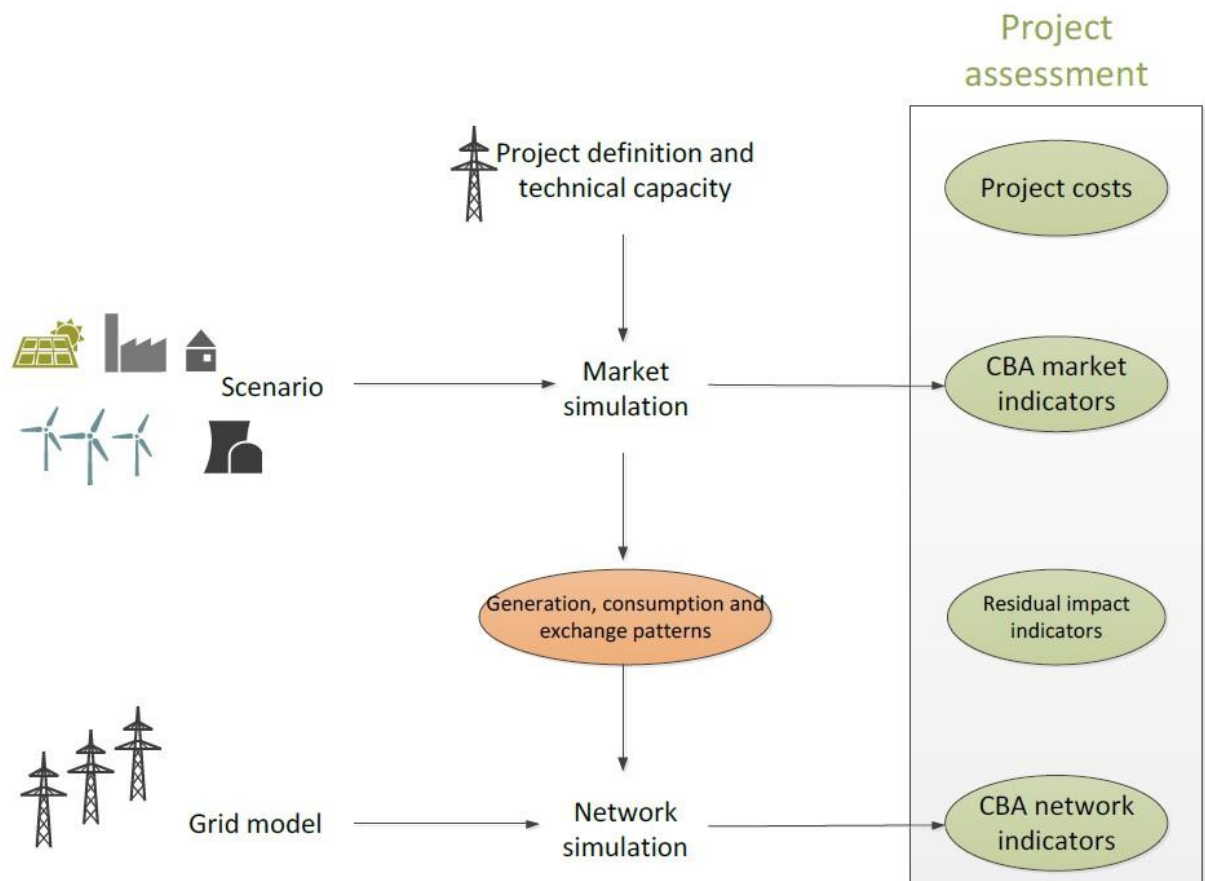 Project
assessment
Project definition and
technical capacity
Project costs
Scenario
Market
simulation
CBA market
indicators
Generation, consumption and
exchange patterns
Residual impact
indicators
Grid model
Network
simulation
CBA network
indicators